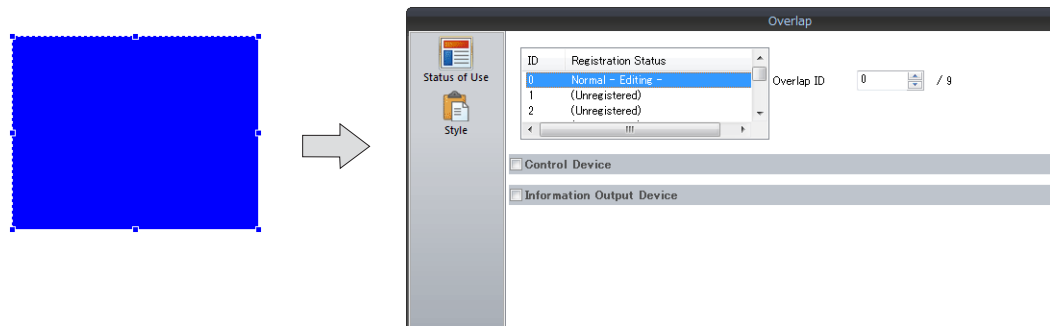 Overlap
Status of Use
Style
ID Registration Status
0 Normal - Editing -
1 (Unregistered)
2 (Unregistered)
Overlap ID 0 / 9
Control Device
Information Output Device